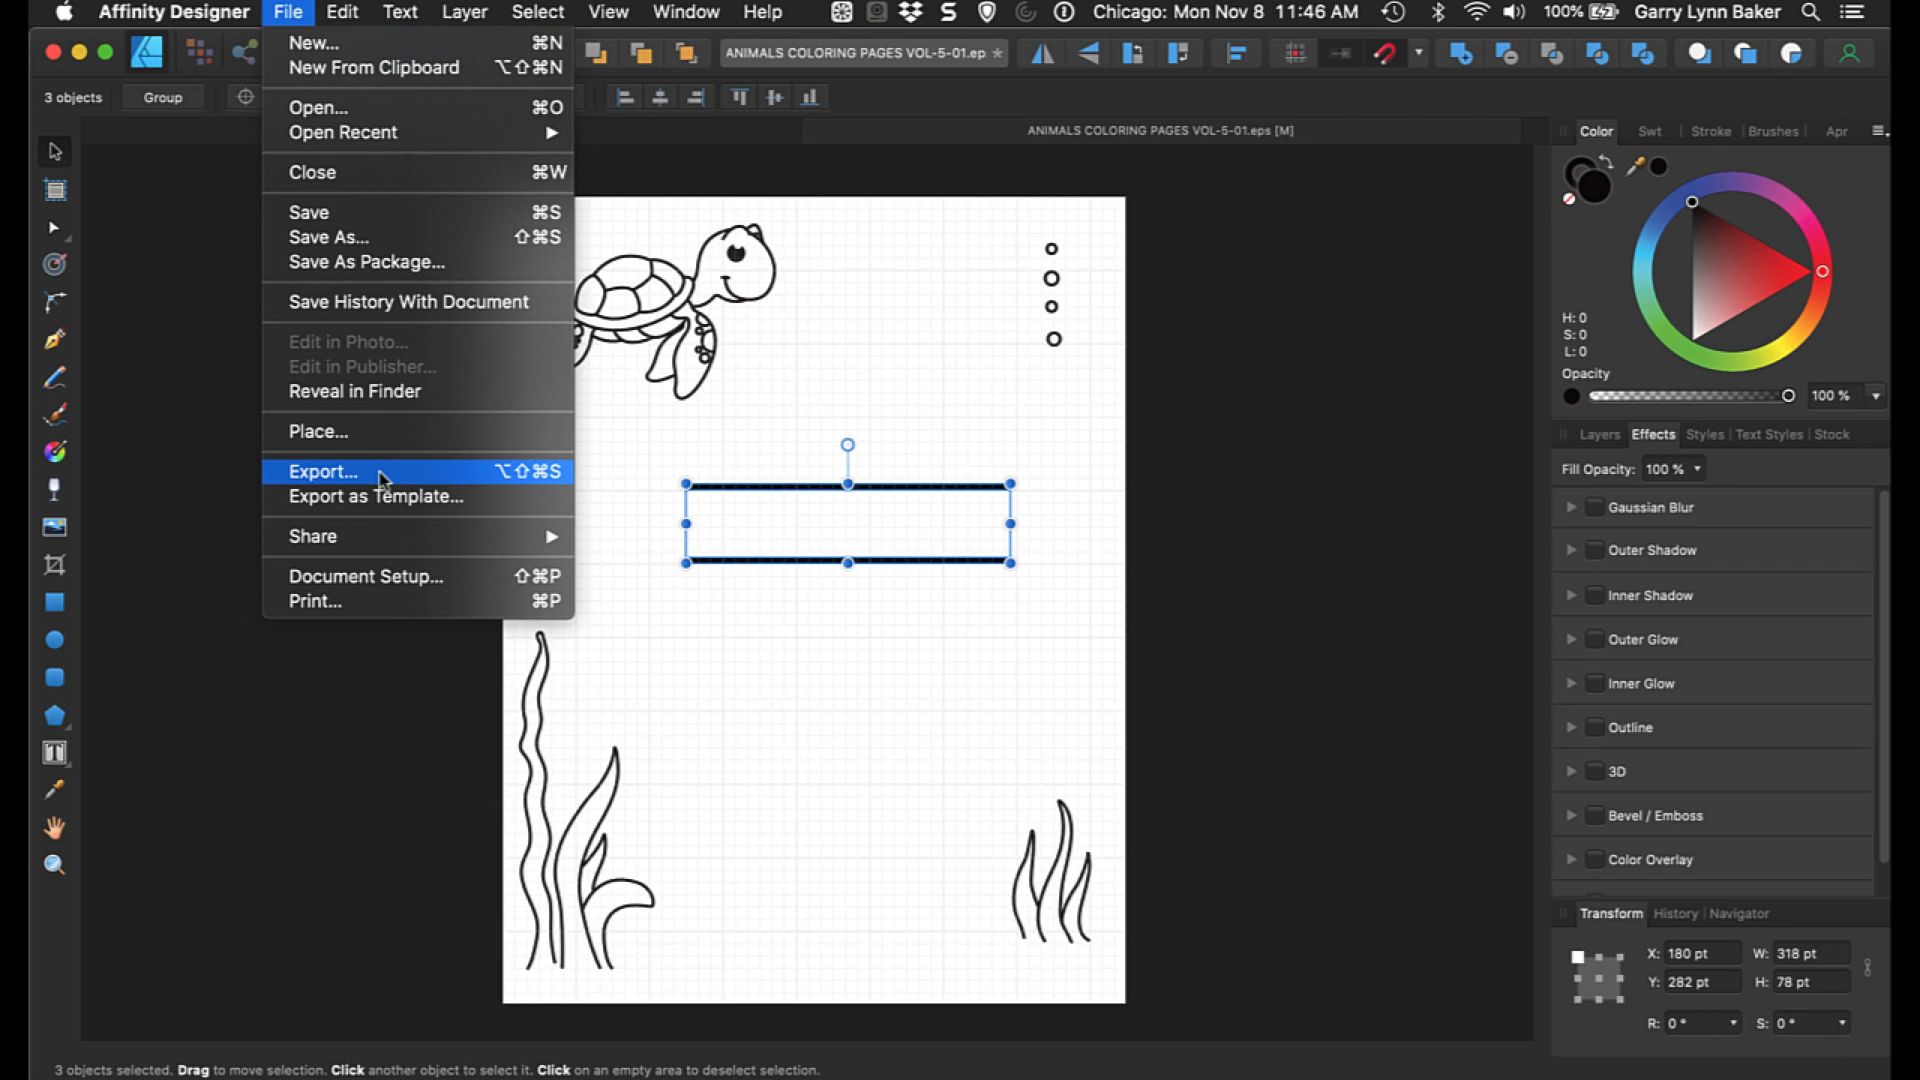 Affinity Designer File Edit Text Layer Select View Window Help Chicago: Mon Nov 8 11:46 AM 100% Garry Lynn Baker
New... ⌘N
New From Clipboard ⌥⇧⌘N
Open... ⌘O
Open Recent ▶
Close ⌘W
Save ⌘S
Save As... ⇧⌘S
Save As Package...
Save History With Document
Edit in Photo...
Edit in Publisher...
Reveal in Finder
Place...
Export... ⌥⇧⌘S
Export as Template...
Share ▶
Document Setup... ⇧⌘P
Print... ⌘P
ANIMALS COLORING PAGES VOL-5-01.ep *
3 objects Group
ANIMALS COLORING PAGES VOL-5-01.eps [M]
Color Swt Stroke Brushes Apr
H: 0
S: 0
L: 0
Opacity
100 %
Layers Effects Styles Text Styles Stock
Fill Opacity: 100 %
Gaussian Blur
Outer Shadow
Inner Shadow
Outer Glow
Inner Glow
Outline
3D
Bevel / Emboss
Color Overlay
Transform History Navigator
X: 180 pt W: 318 pt
Y: 282 pt H: 78 pt
R: 0 ° S: 0 °
3 objects selected. Drag to move selection. Click another object to select it. Click on an empty area to deselect selection.